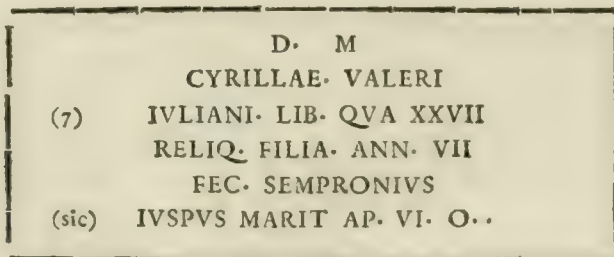 D. M
CYRILLAE. VALERI
(7) IVLIANI. LIB. QVA XXVII
RELIQ. FILIA. ANN. VII
FEC. SEMPRONIVS
(sic) IVSPVS MARIT AP. VI. O..